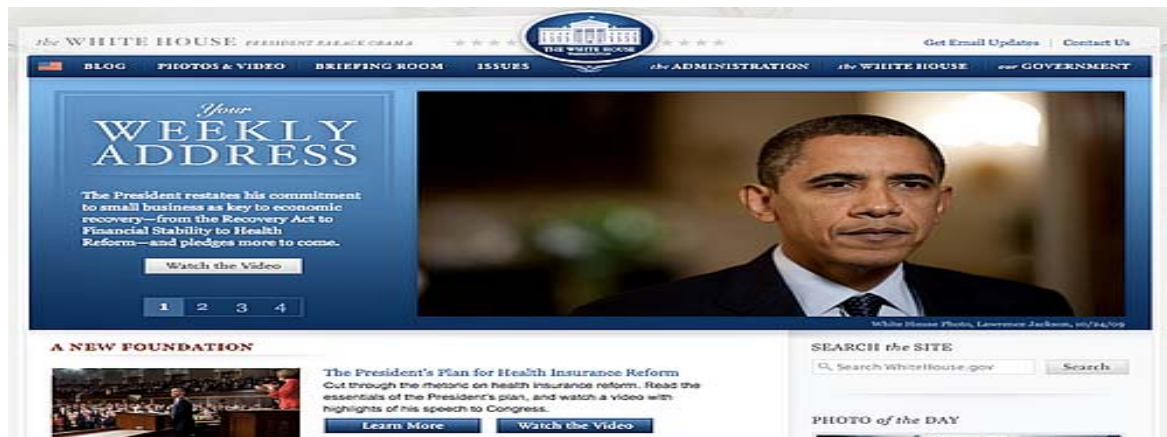 the WHITE HOUSE PRESIDENT BARACK OBAMA
THE WHITE HOUSE
WASHINGTON
Get Email Updates | Contact Us
BLOG PHOTOS & VIDEO BRIEFING ROOM ISSUES the ADMINISTRATION the WHITE HOUSE our GOVERNMENT
Your
WEEKLY
ADDRESS
The President restates his commitment
to small business as key to economic
recovery—from the Recovery Act to
Financial Stability to Health
Reform—and pledges more to come.
Watch the Video
1 2 3 4
White House Photo, Lawrence Jackson, 10/24/09
A NEW FOUNDATION
The President's Plan for Health Insurance Reform
Cut through the rhetoric on health insurance reform. Read the
essentials of the President's plan, and watch a video with
highlights of his speech to Congress.
Learn More Watch the Video
SEARCH the SITE
Search WhiteHouse.gov Search
PHOTO of the DAY